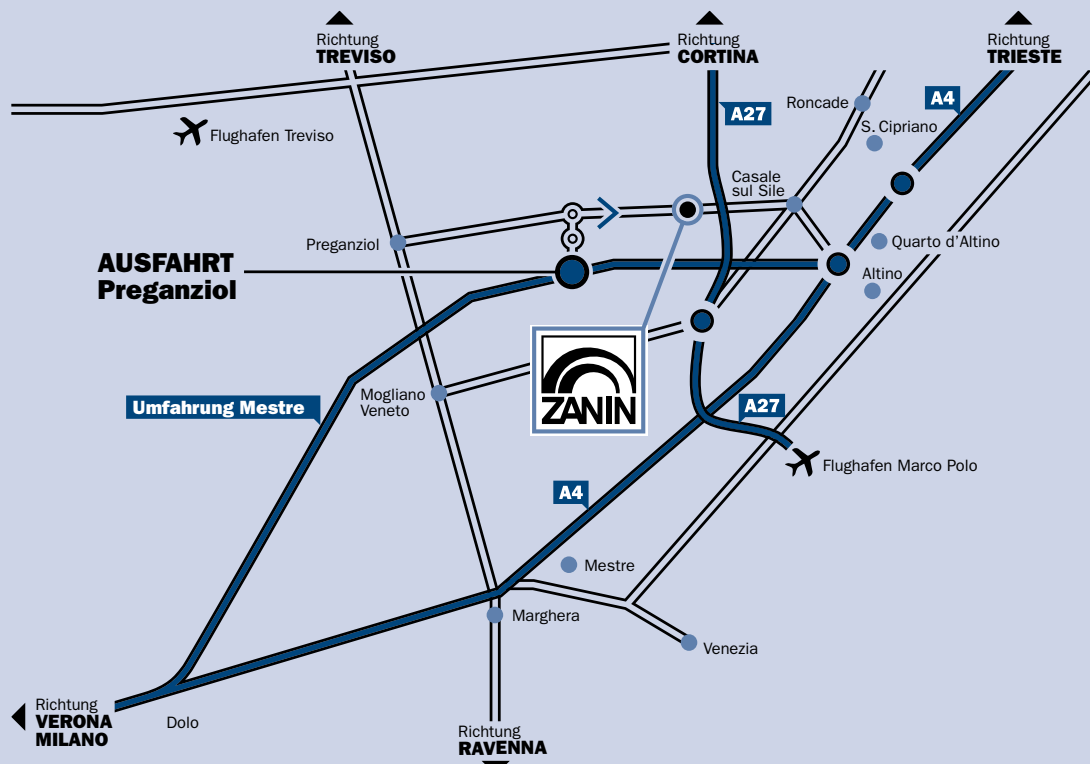 Richtung
TREVISO
Richtung
CORTINA
Richtung
TRIESTE
A27
A4
Roncade
S. Cipriano
Flughafen Treviso
Casale
sul Sile
Preganziol
Quarto d'Altino
AUSFAHRT
Preganziol
Altino
ZANIN
Mogliano
Veneto
Umfahrung Mestre
A27
Flughafen Marco Polo
A4
Mestre
Marghera
Venezia
Richtung
VERONA
MILANO
Dolo
Richtung
RAVENNA